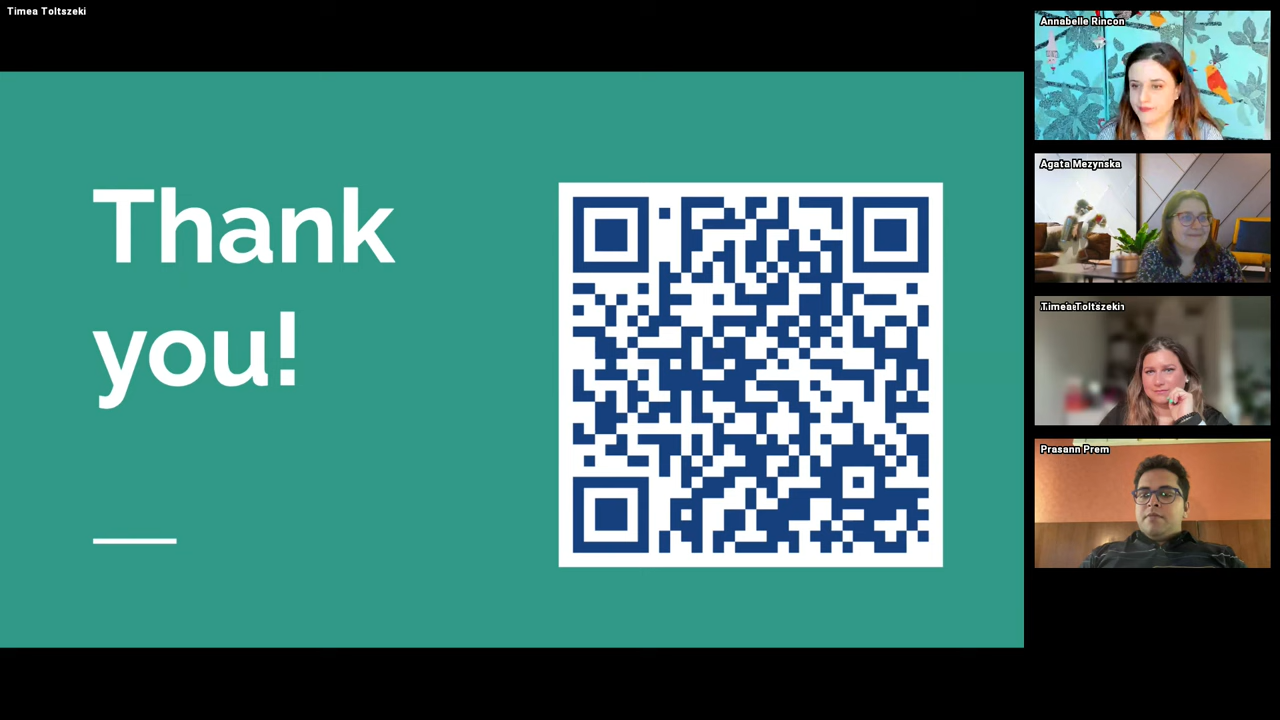 Timea Toltszeki
Thank
you!
Annabelle Rincon
Agata Mezynska
Timea Toltszeki
Prasann Prem